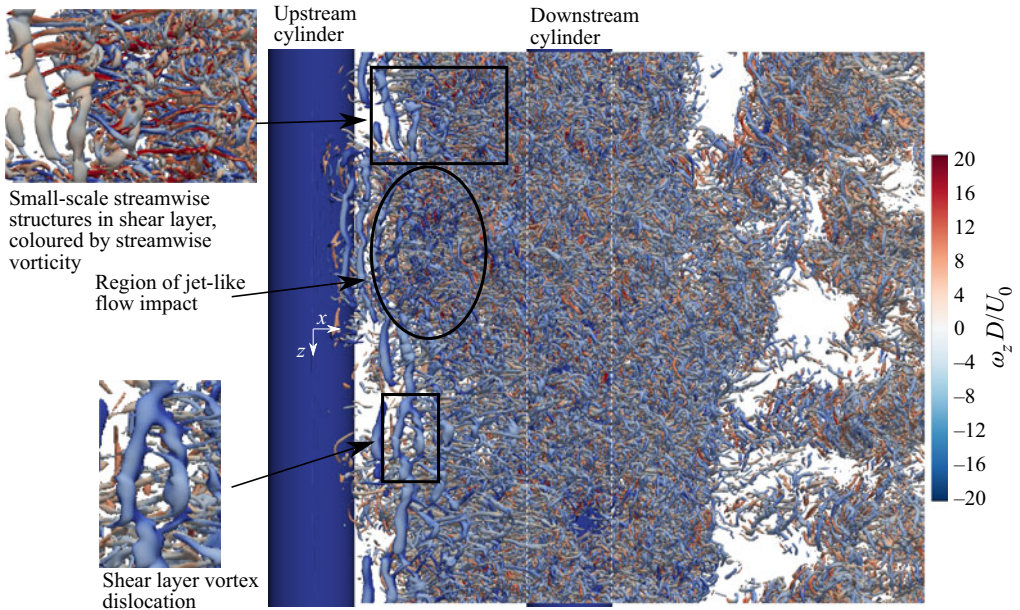 Upstream
cylinder
Downstream
cylinder
Small-scale streamwise
structures in shear layer,
coloured by streamwise
vorticity
Region of jet-like
flow impact
x
z
Shear layer vortex
dislocation
20
16
12
8
4
0
–4
–8
–12
–16
–20
ω_z D/U_0